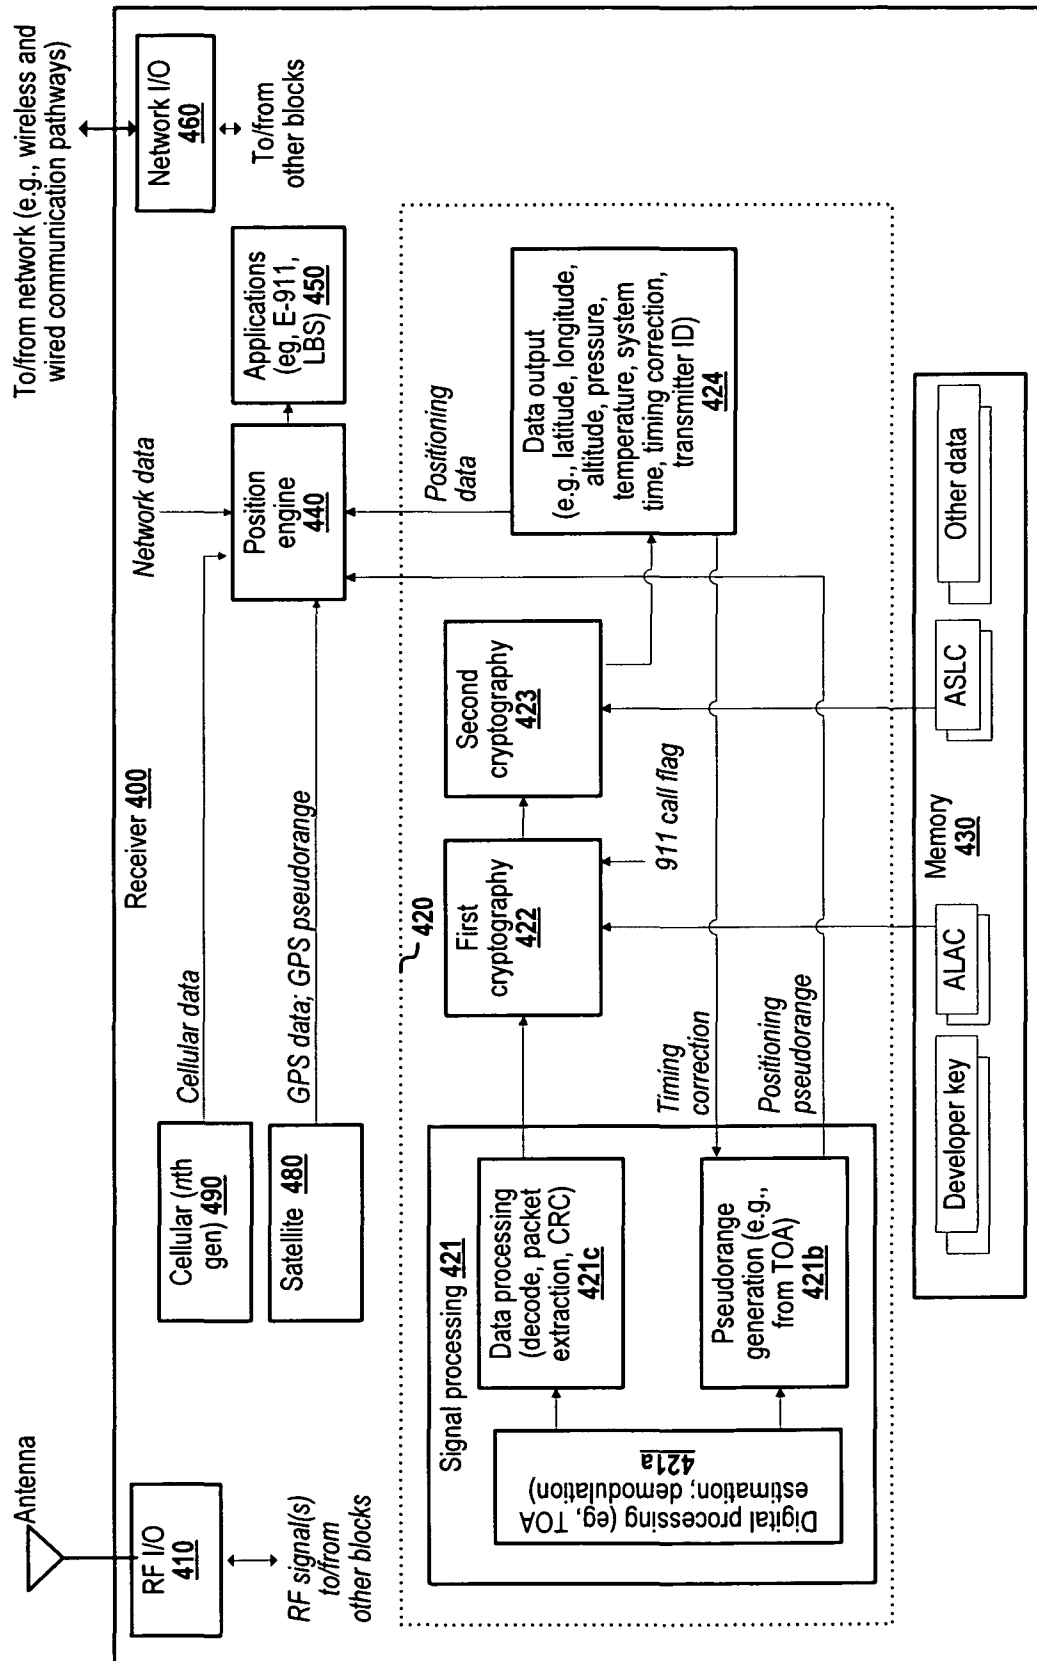 To/from network (e.g., wireless and
wired communication pathways)
Antenna
RF I/O
410
RF signal(s)
to/from
other blocks
Receiver 400
Network I/O
460
To/from
other blocks
Cellular (nth
gen) 490
Cellular data
Satellite 480
GPS data; GPS pseudorange
Network data
Position
engine
440
Applications
(eg, E-911,
LBS) 450
420
Signal processing 421
Digital processing (eg, TOA
estimation; demodulation)
421a
Data processing
(decode, packet
extraction, CRC)
421c
Pseudorange
generation (e.g.,
from TOA)
421b
First
cryptography
422
911 call flag
Second
cryptography
423
Positioning
data
Data output
(e.g., latitude, longitude,
altitude, pressure,
temperature, system
time, timing correction,
transmitter ID)
424
Timing
correction
Positioning
pseudorange
Developer key
ALAC
Memory
430
ASLC
Other data